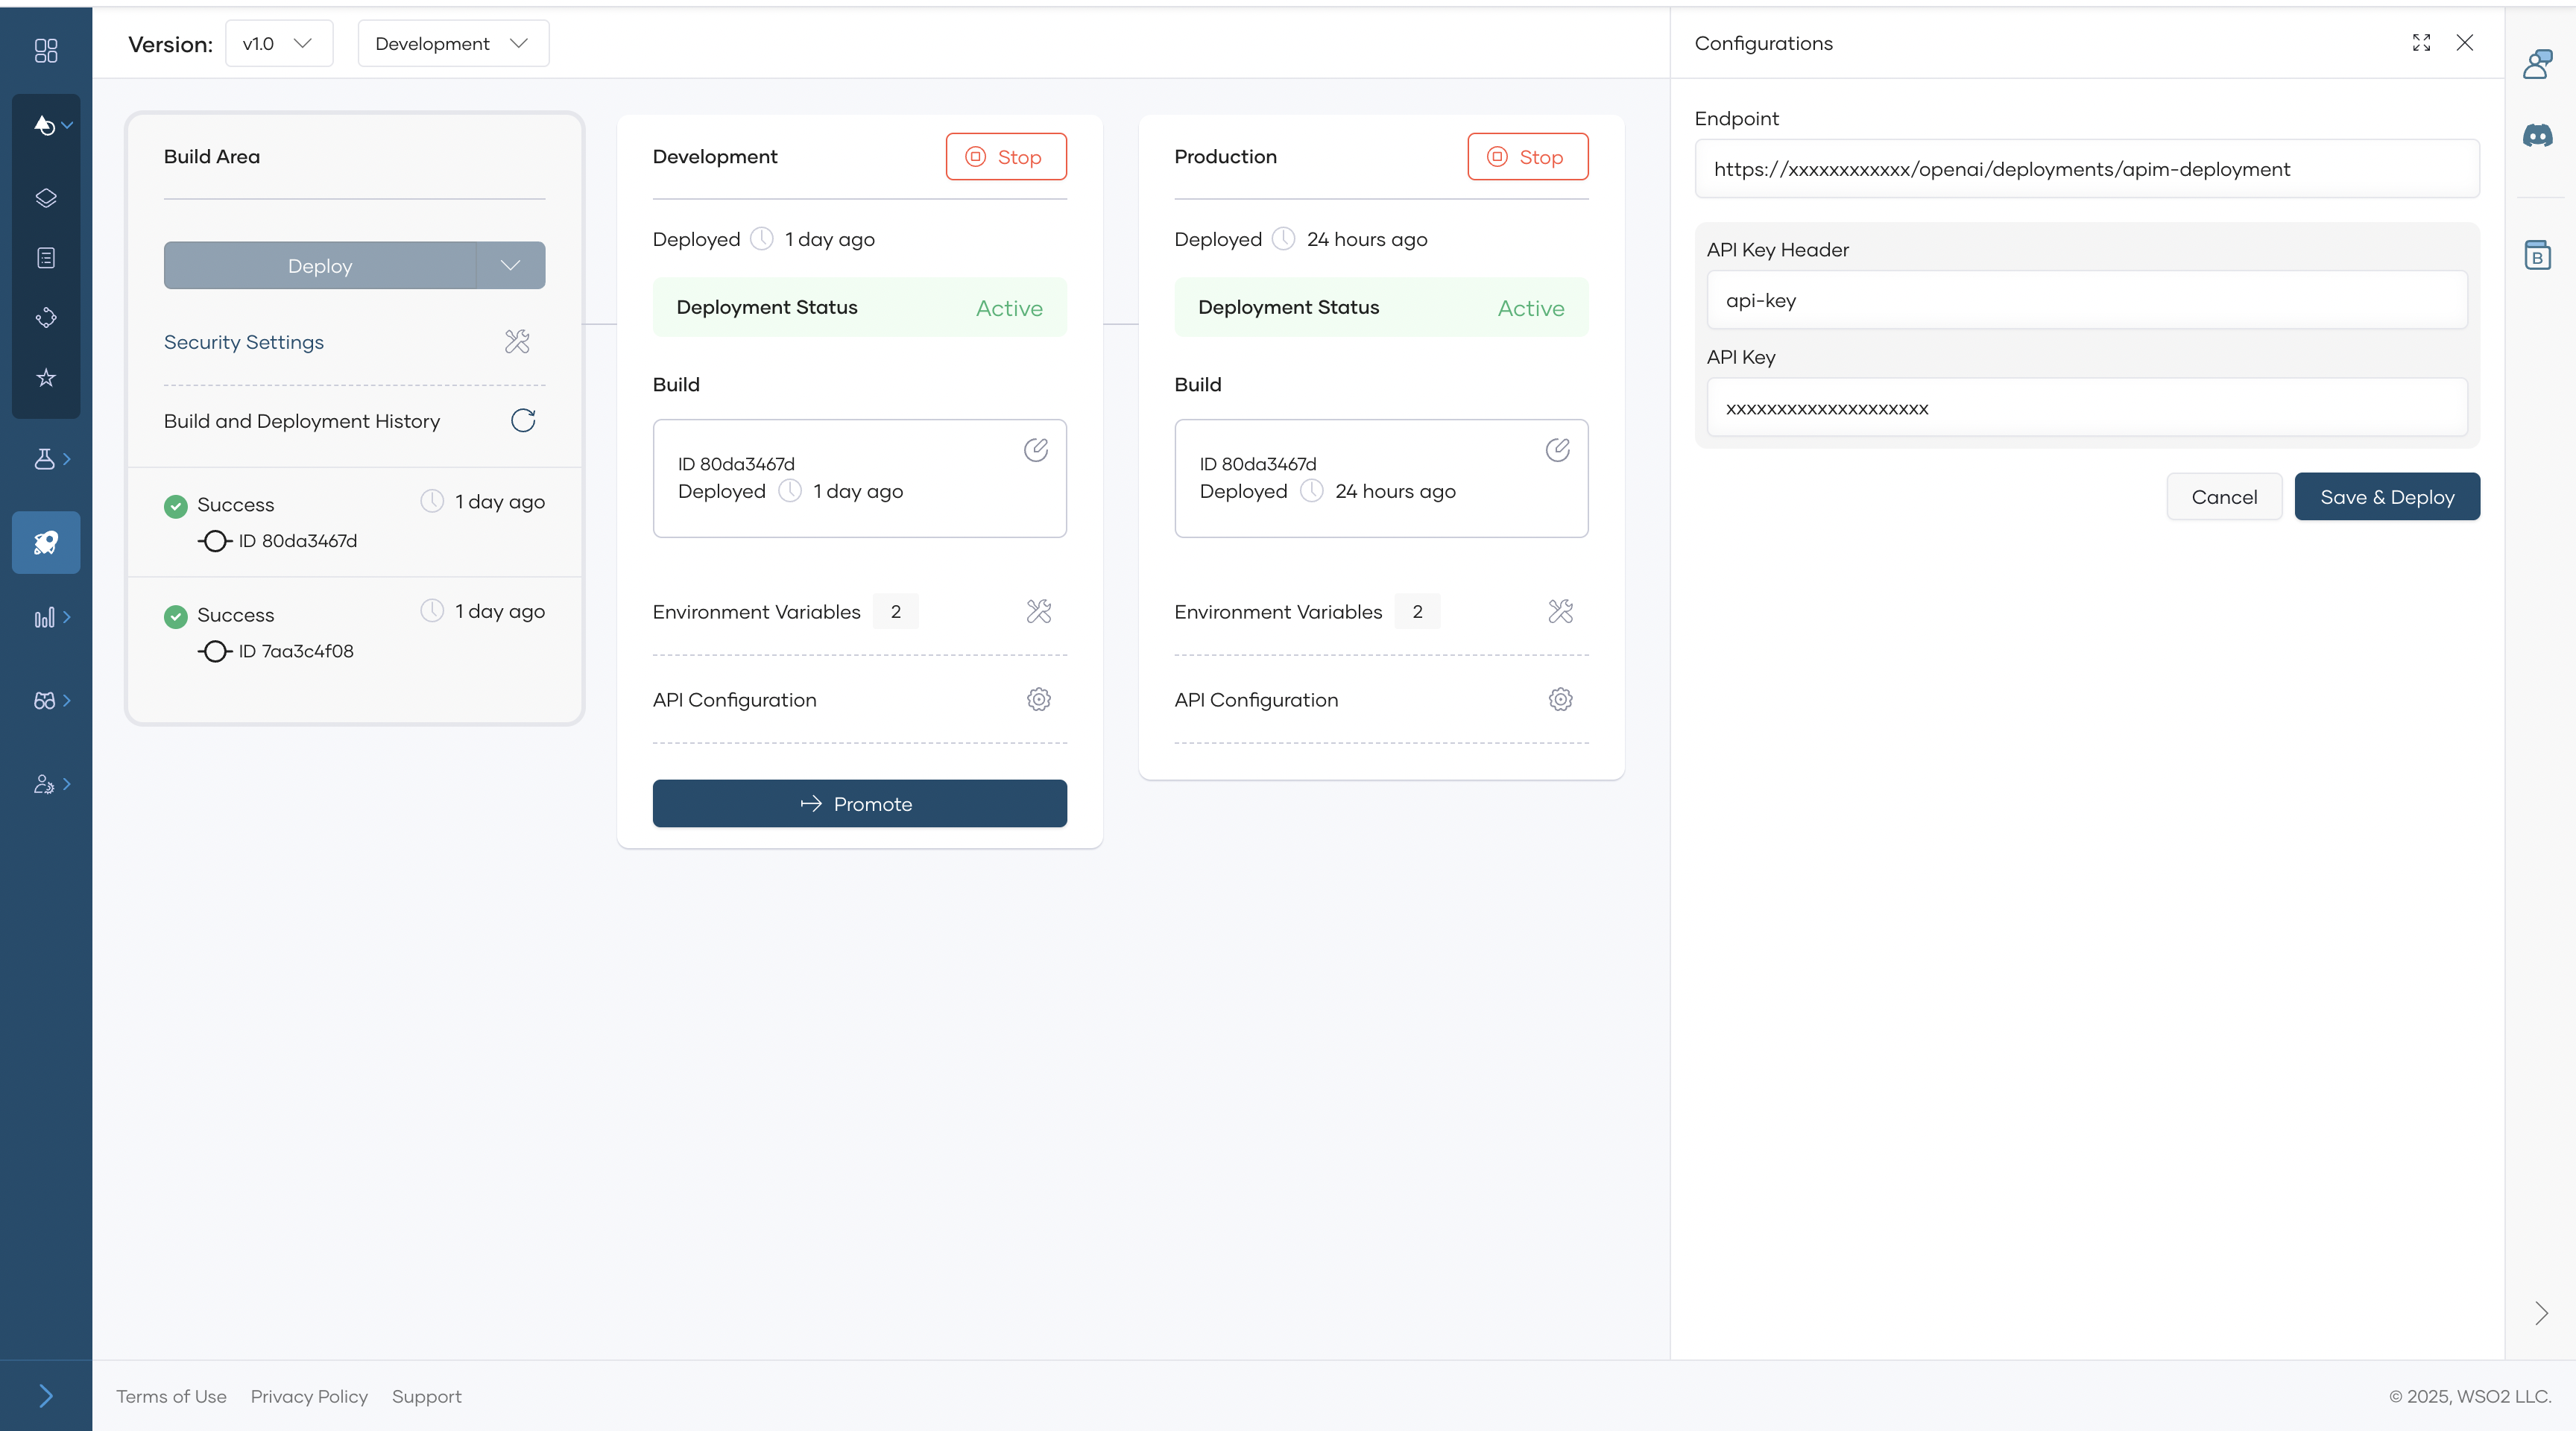 Version:
v1.0
Development
Build Area
Deploy
Security Settings
Build and Deployment History
Success
1 day ago
ID 80da3467d
Success
1 day ago
ID 7aa3c4f08
Development
Stop
Deployed 1 day ago
Deployment Status Active
Build
ID 80da3467d
Deployed 1 day ago
Environment Variables 2
API Configuration
Promote
Production
Stop
Deployed 24 hours ago
Deployment Status Active
Build
ID 80da3467d
Deployed 24 hours ago
Environment Variables 2
API Configuration
Configurations
Endpoint
https://xxxxxxxxxxxx/openai/deployments/apim-deployment
API Key Header
api-key
API Key
xxxxxxxxxxxxxxxxxxxx
Cancel
Save & Deploy
B
Terms of Use
Privacy Policy
Support
© 2025, WSO2 LLC.